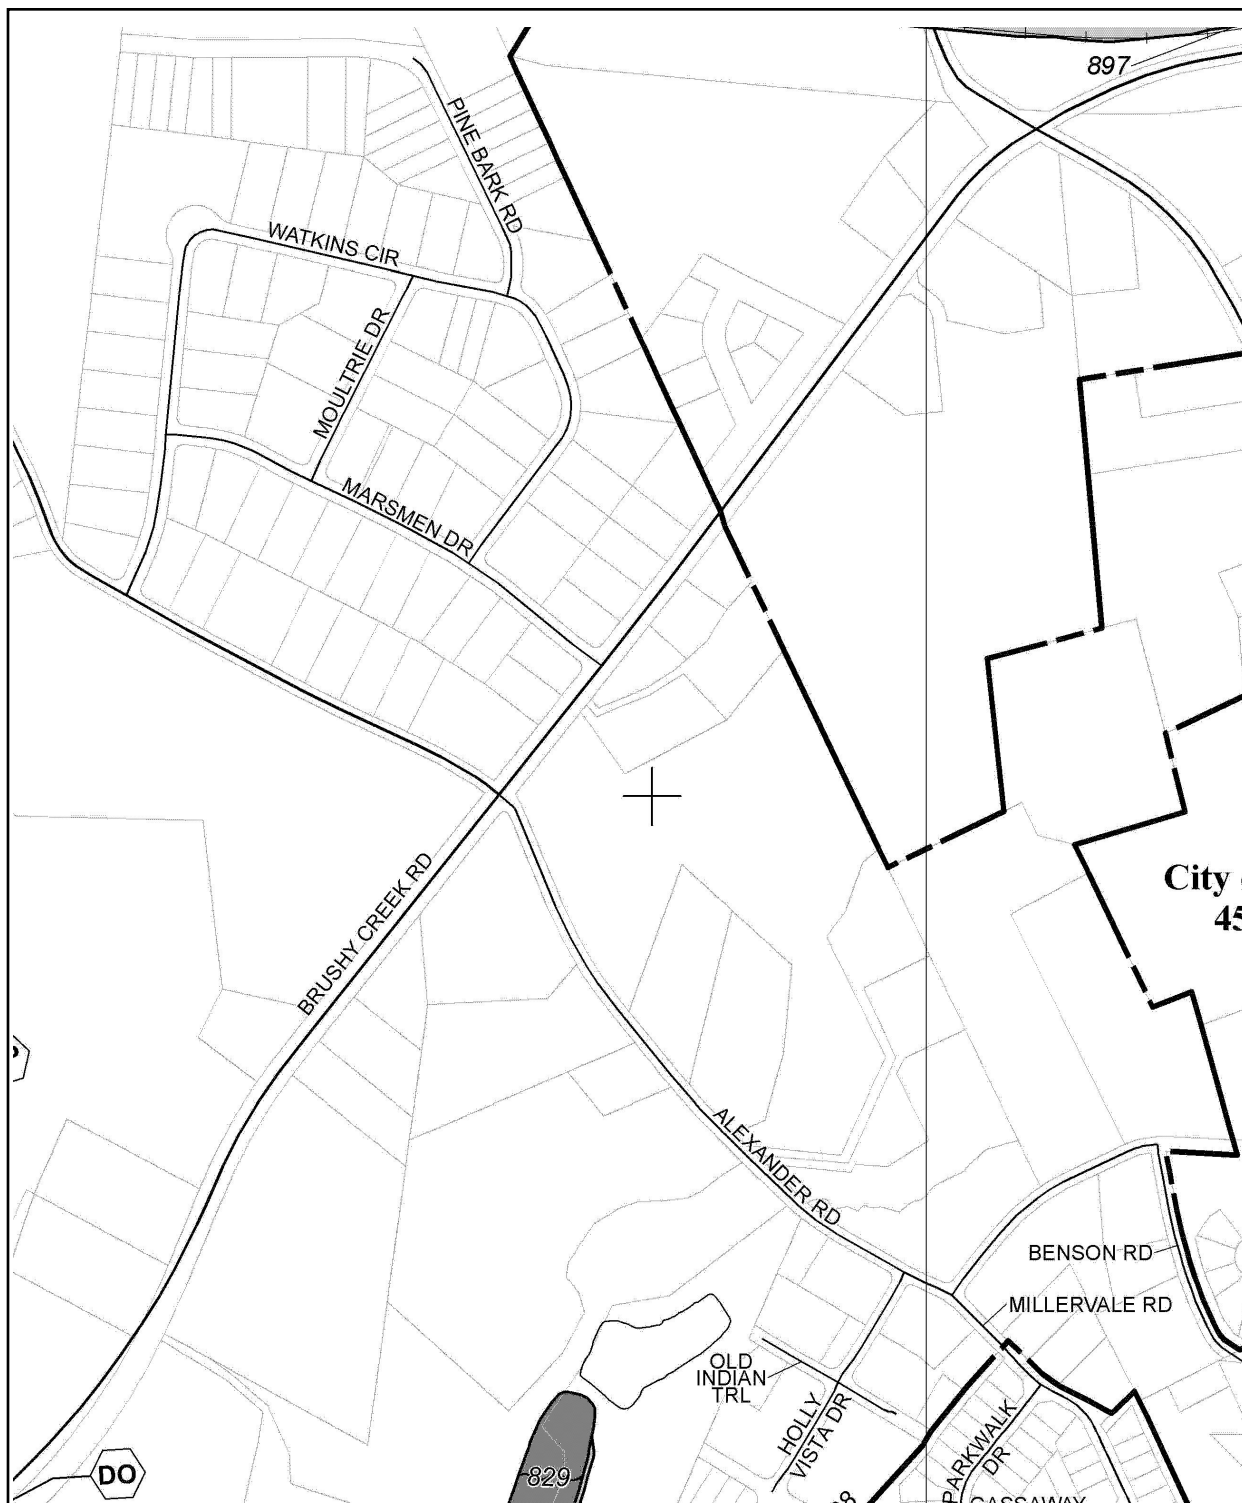 897
PINE BARK RD
WATKINS CIR
MOULTRIE DR
MARSMEN DR
City
45
BRUSHY CREEK RD
ALEXANDER RD
BENSON RD
MILLERVALE RD
OLD
INDIAN
TRL
HOLLY
VISTA DR
PARKWALK
DR
DO
829
GASSAWAY